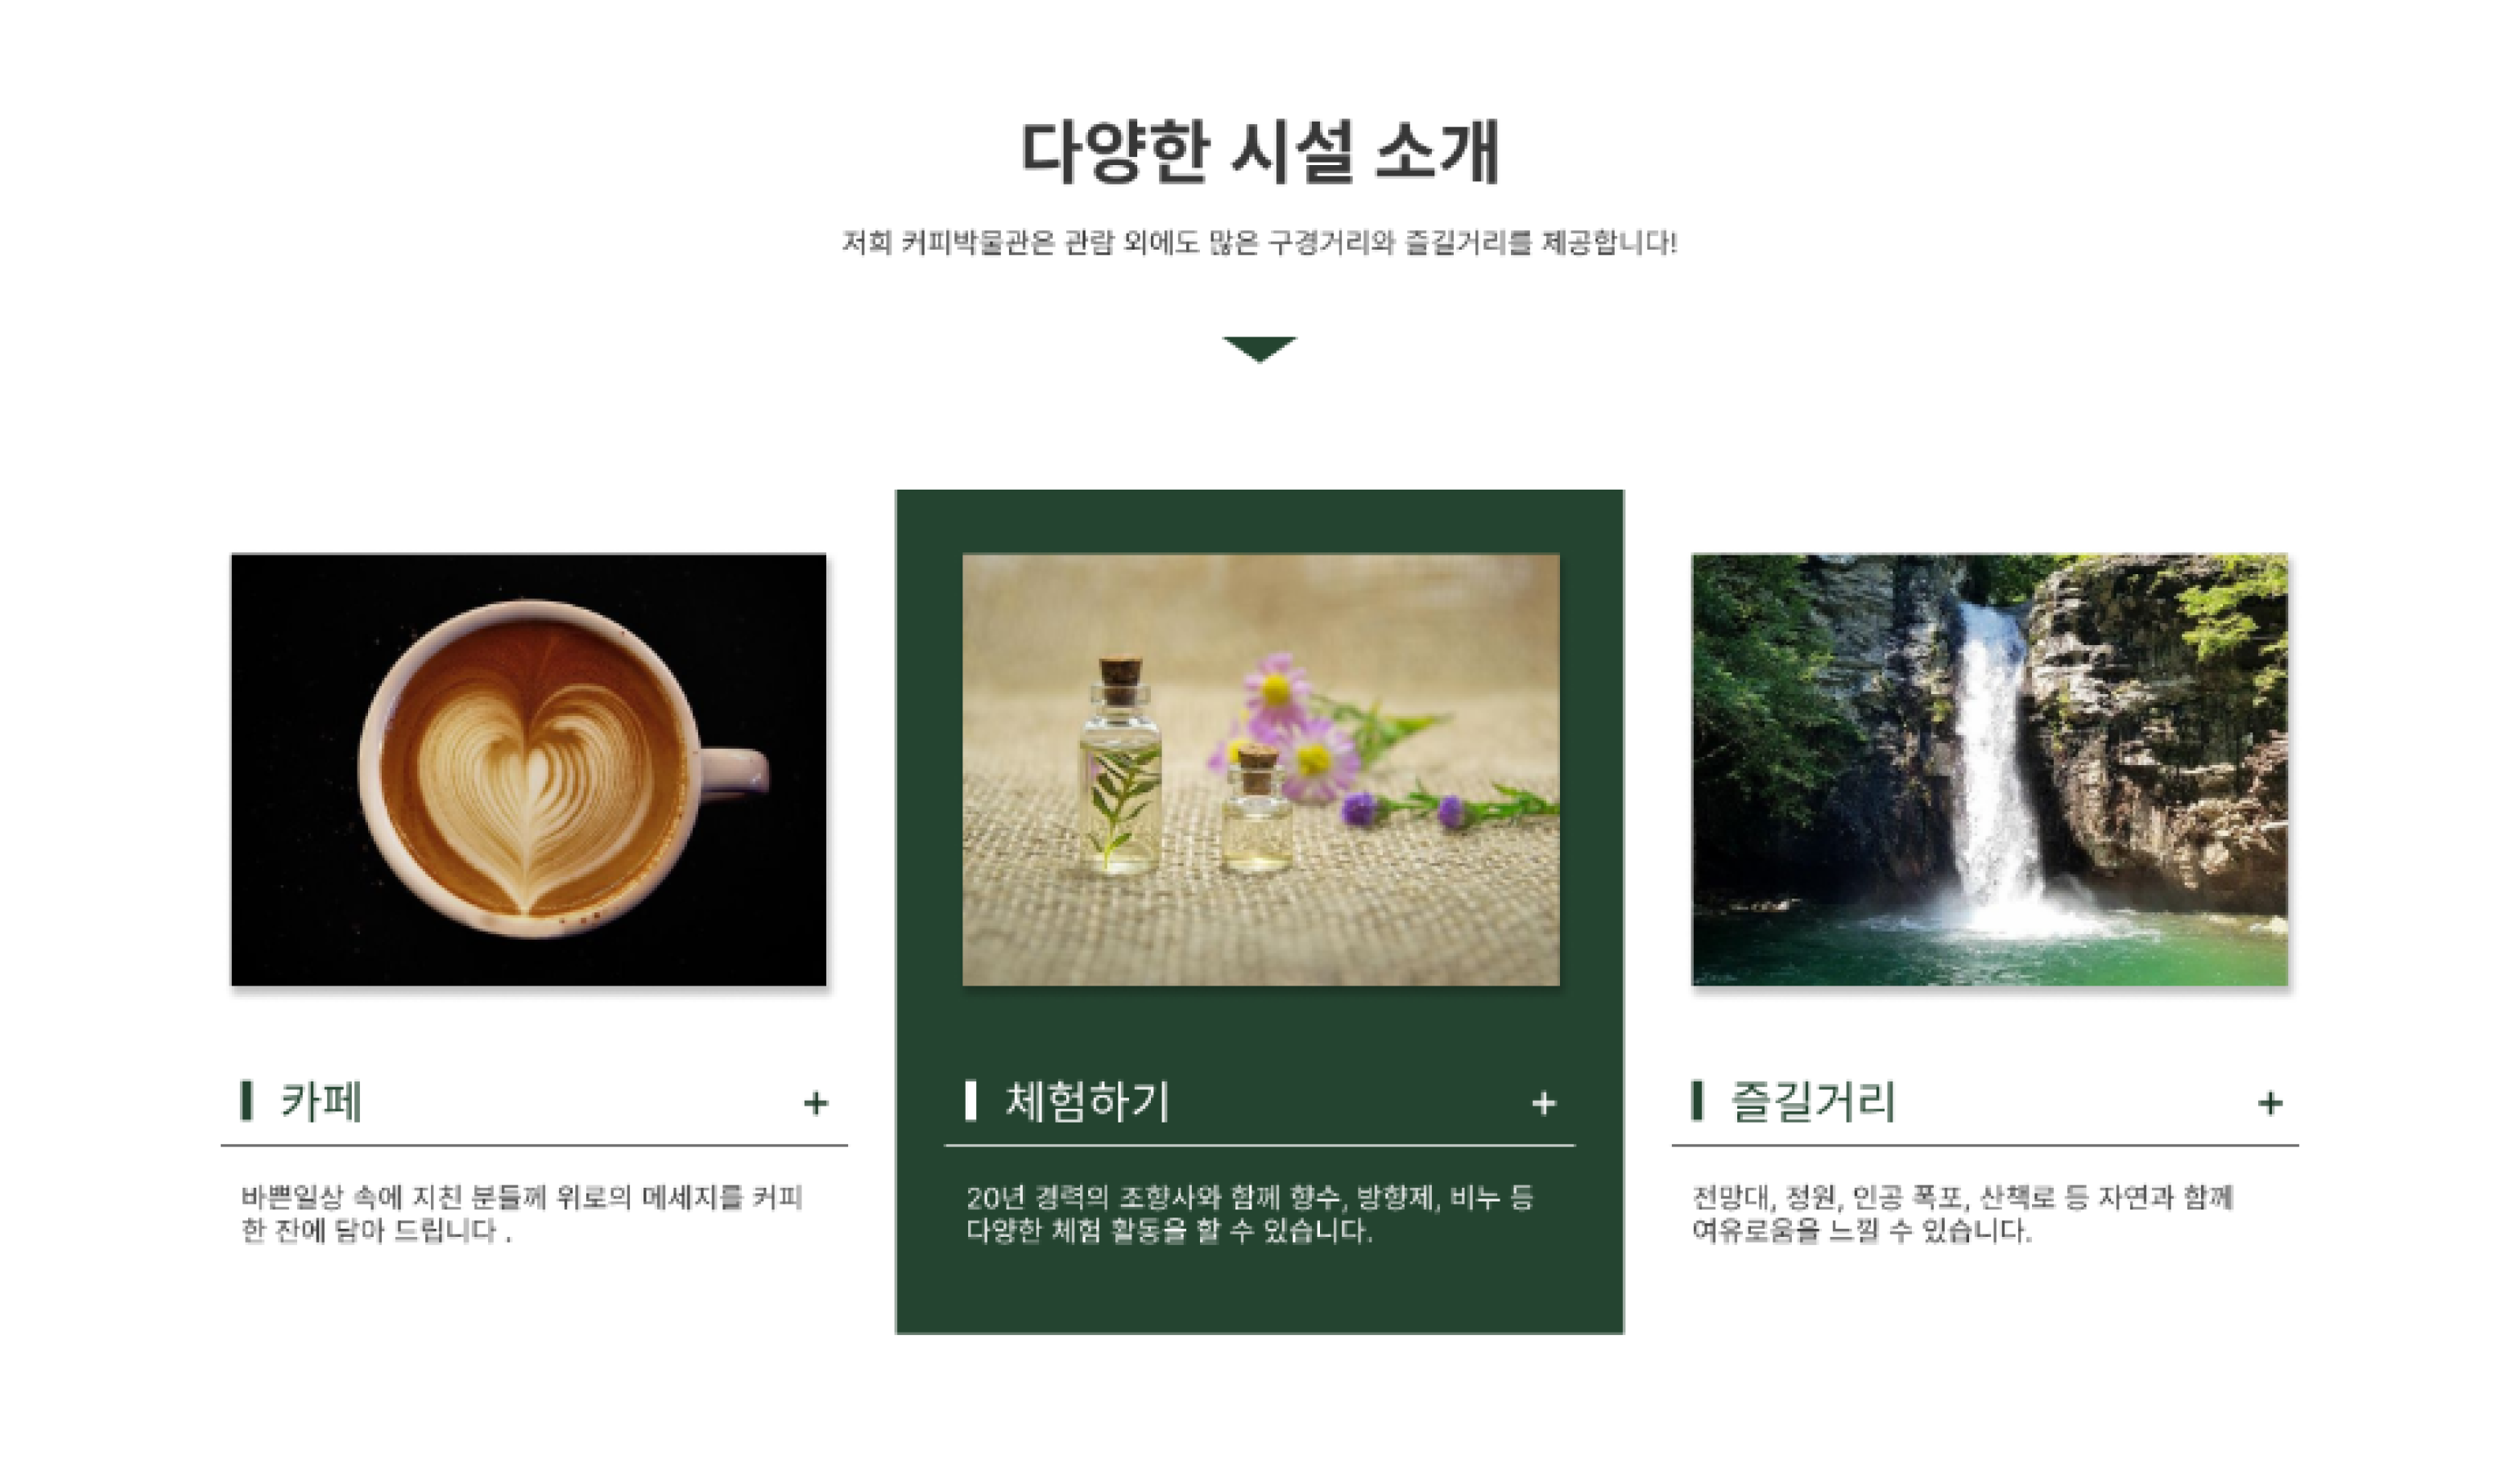 다양한 시설 소개
저희 커피박물관은 관람 외에도 많은 구경거리와 즐길거리를 제공합니다!
카페 +
바쁜일상 속에 지친 분들께 위로의 메세지를 커피
한 잔에 담아 드립니다 .
체험하기 +
20년 경력의 조향사와 함께 향수, 방향제, 비누 등
다양한 체험 활동을 할 수 있습니다.
즐길거리 +
전망대, 정원, 인공 폭포, 산책로 등 자연과 함께
여유로움을 느낄 수 있습니다.